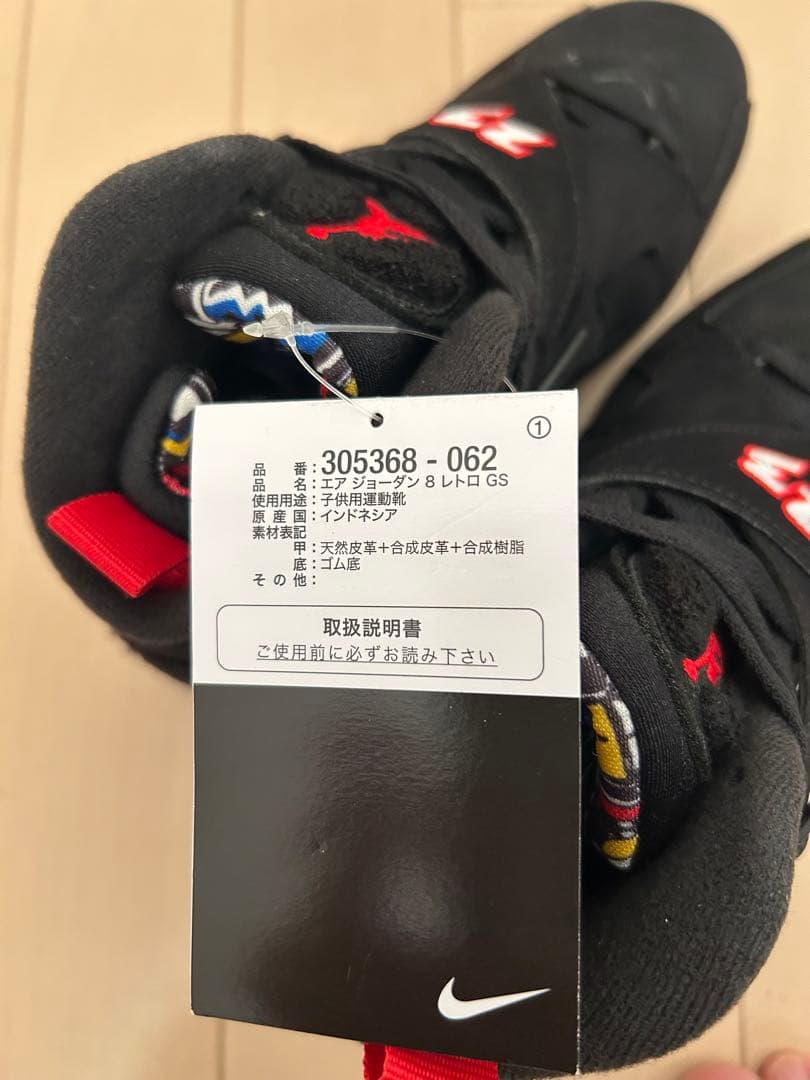 ①
品 番：305368 - 062
品 名：エア ジョーダン 8 レトロ GS
使用用途：子供用運動靴
原 産 国：インドネシア
素材表記
甲：天然皮革＋合成皮革＋合成樹脂
底：ゴム底
そ の 他：
取扱説明書
ご使用前に必ずお読み下さい